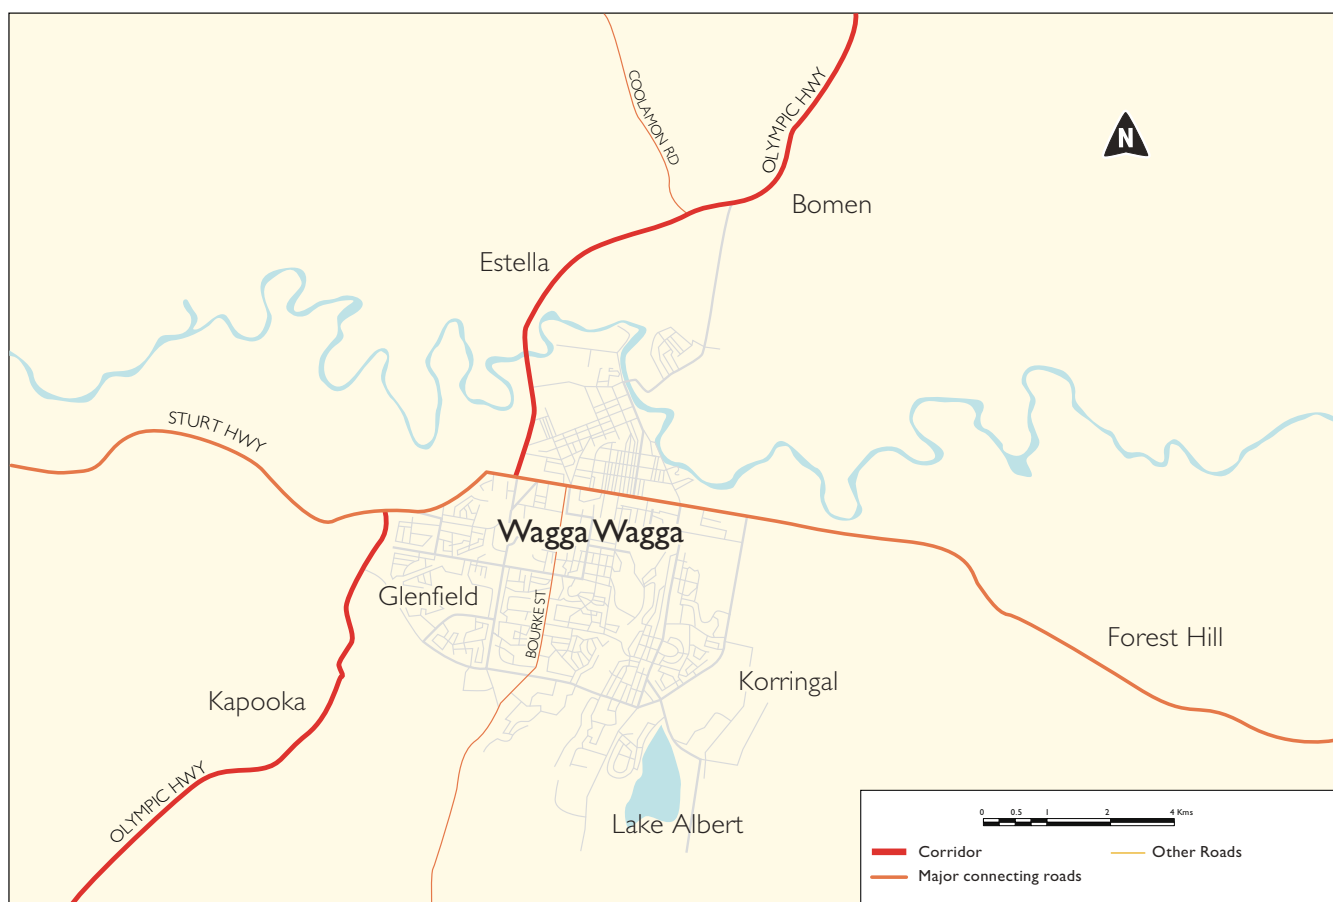 COOLAMON RD
OLYMPIC HWY
N
Bomen
Estella
STURT HWY
Wagga Wagga
Glenfield
BOURKE ST
Forest Hill
Korringal
Kapooka
OLYMPIC HWY
Lake Albert
0 0.5 1 2 4 Kms
Corridor
Other Roads
Major connecting roads